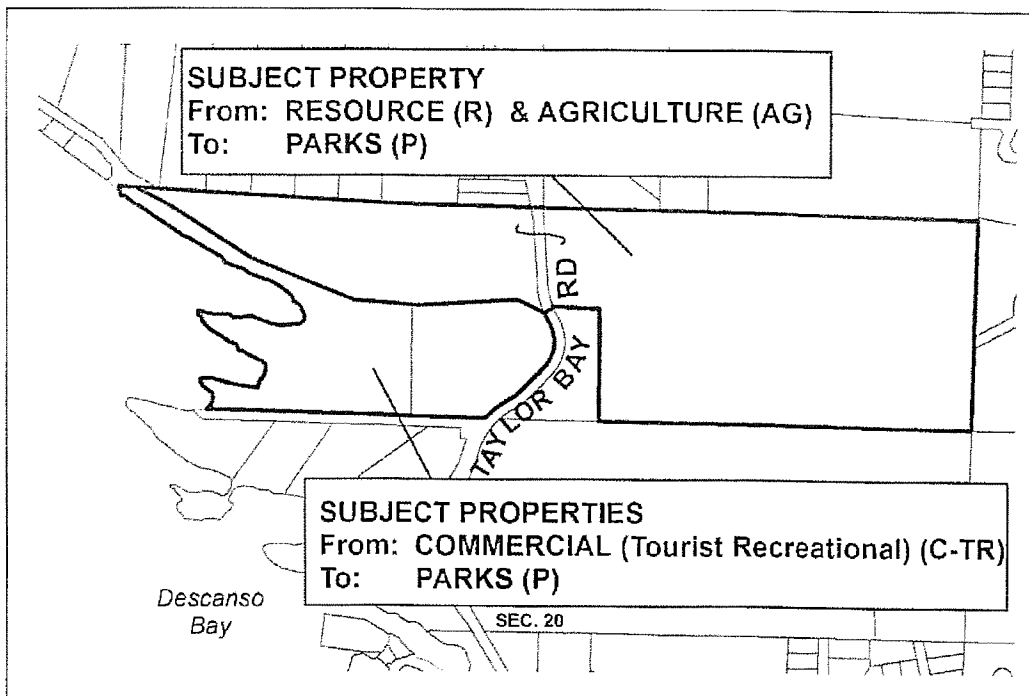 SUBJECT PROPERTY
From: RESOURCE (R) & AGRICULTURE (AG)
To: PARKS (P)
TAYLOR BAY RD
SUBJECT PROPERTIES
From: COMMERCIAL (Tourist Recreational) (C-TR)
To: PARKS (P)
Descanso
Bay
SEC. 20